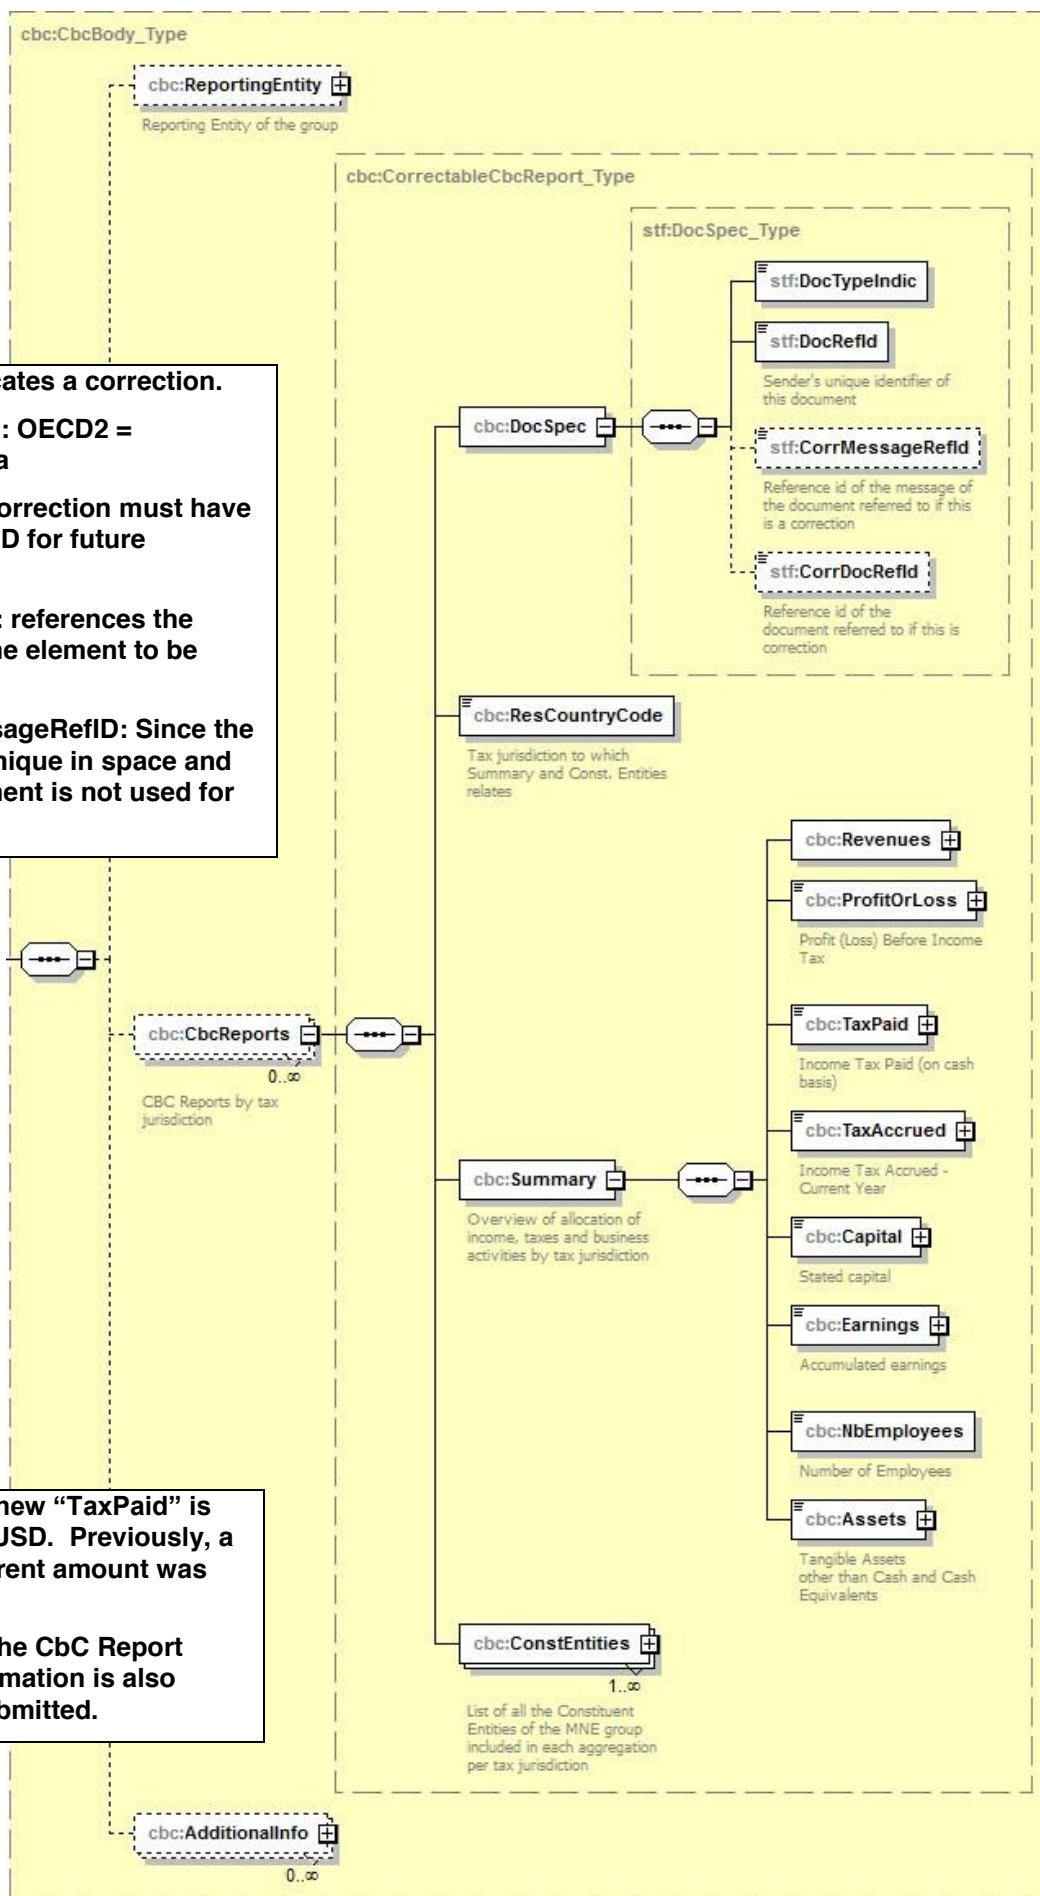 cbc:CbcBody_Type
cbc:ReportingEntity
Reporting Entity of the group
cbc:CorrectableCbcReport_Type
stf:DocSpec_Type
stf:DocTypeIndic
stf:DocRefId
Sender's unique identifier of
this document
cbc:DocSpec
stf:CorrMessageRefId
Reference id of the message of
the document referred to if this
is a correction
stf:CorrDocRefId
Reference id of the
document referred to if this is
correction
cates a correction.
: OECD2 =
a
orrection must have
D for future
: references the
ne element to be
sageRefID: Since the
nique in space and
nent is not used for
cbc:ResCountryCode
Tax jurisdiction to which
Summary and Const. Entities
relates
cbc:Revenues
cbc:ProfitOrLoss
Profit (Loss) Before Income
Tax
cbc:CbcReports
0..∞
CBC Reports by tax
jurisdiction
cbc:TaxPaid
Income Tax Paid (on cash
basis)
cbc:TaxAccrued
Income Tax Accrued -
Current Year
cbc:Summary
Overview of allocation of
income, taxes and business
activities by tax jurisdiction
cbc:Capital
Stated capital
cbc:Earnings
Accumulated earnings
cbc:NbEmployees
Number of Employees
cbc:Assets
Tangible Assets
other than Cash and Cash
Equivalents
new “TaxPaid” is
USD. Previously, a
rent amount was
he CbC Report
rmation is also
bmitted.
cbc:ConstEntities
1..∞
List of all the Constituent
Entities of the MNE group
included in each aggregation
per tax jurisdiction
cbc:AdditionalInfo
0..∞